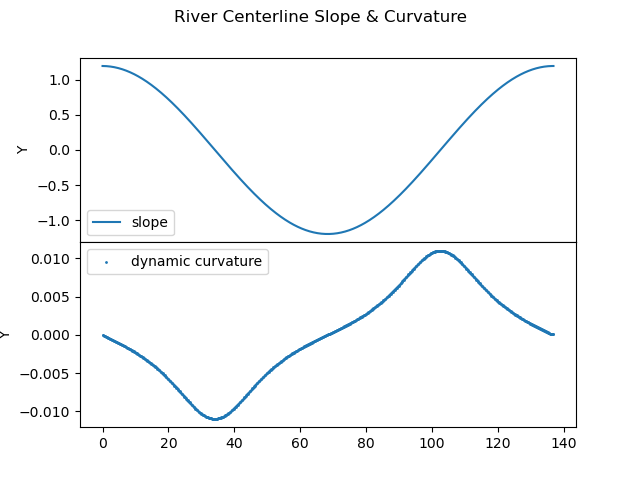 River Centerline Slope & Curvature
1.0
0.5
0.0
−0.5
−1.0
Y
slope
0.010
0.005
0.000
−0.005
−0.010
Y
dynamic curvature
0 20 40 60 80 100 120 140